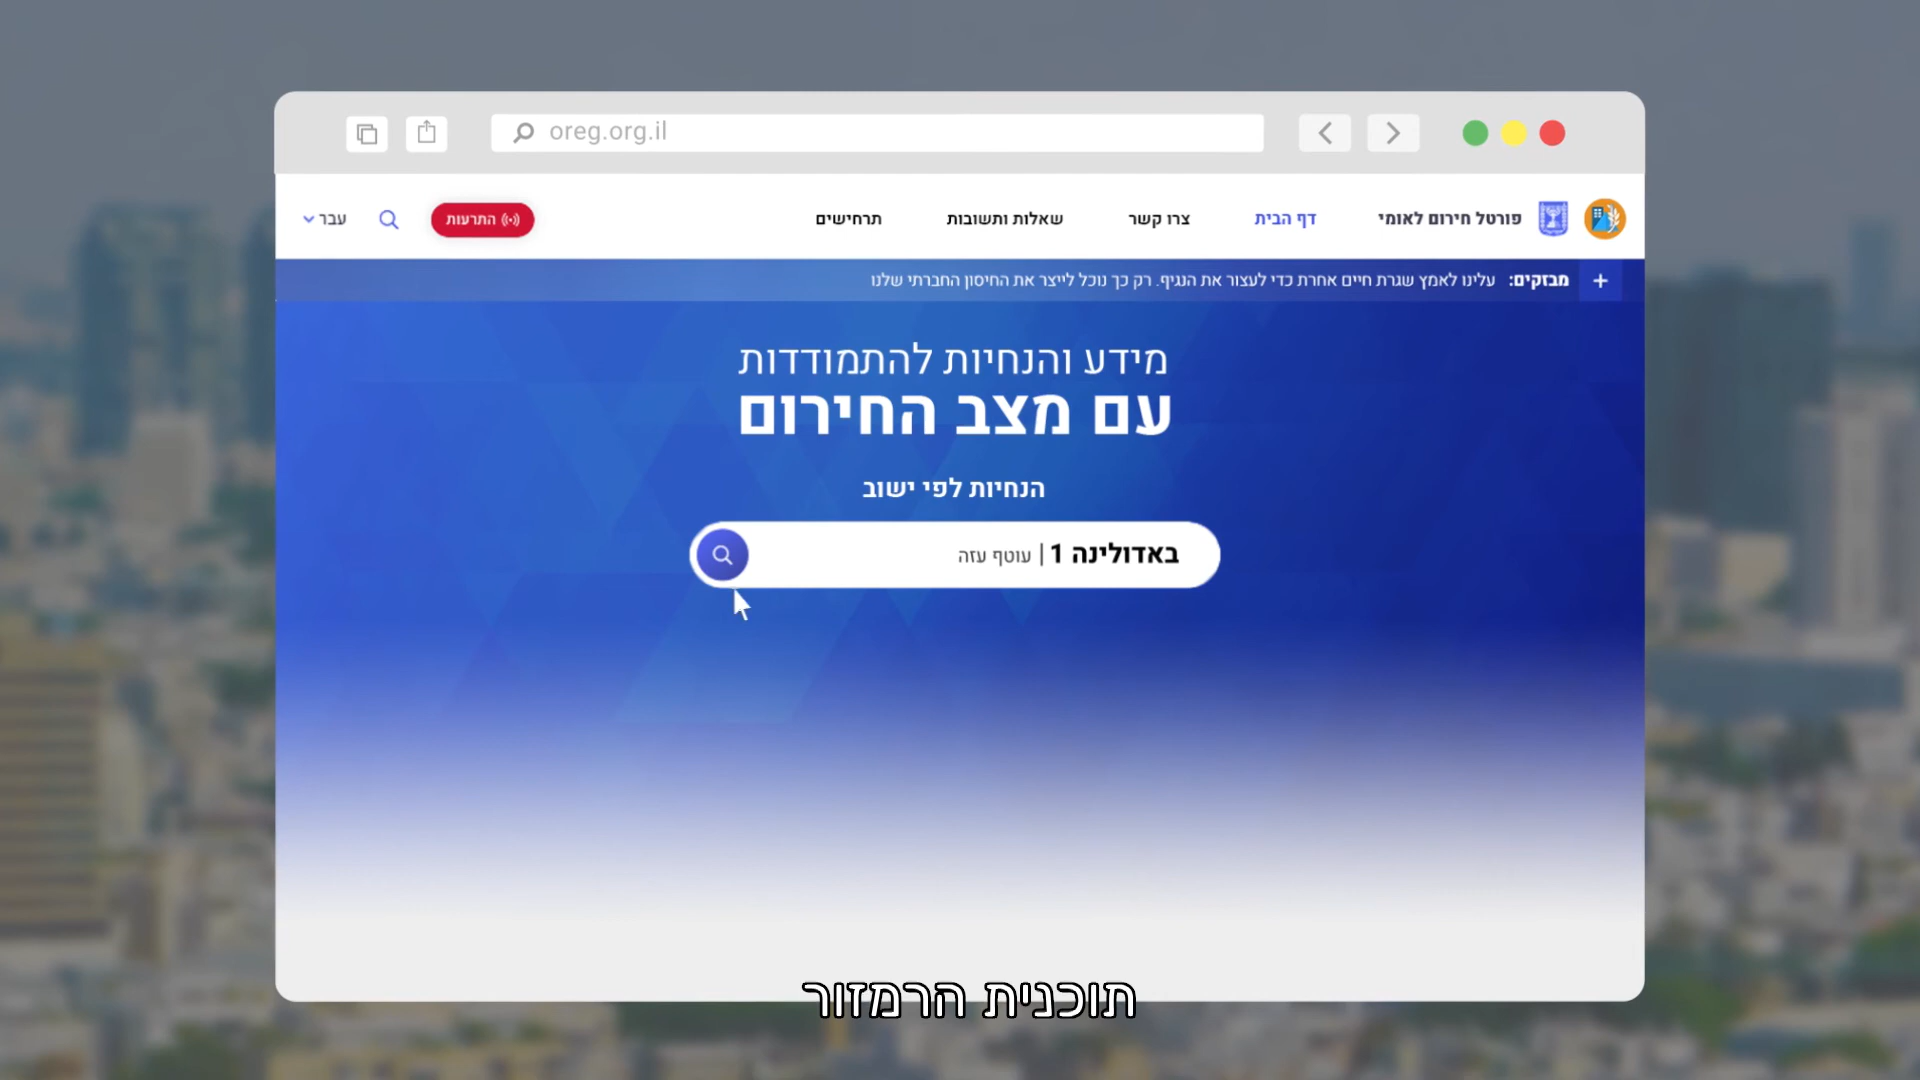 oreg.org.il
פורטל חירום לאומי
דף הבית
צרו קשר
שאלות ותשובות
תרחישים
התרעות
עבר
מבזקים: עלינו לאמץ שגרת חיים אחרת כדי לעצור את הנגיף. רק כך נוכל לייצר את החיסון החברתי שלנו
מידע והנחיות להתמודדות
עם מצב החירום
הנחיות לפי ישוב
באדולינה 1 | עוטף עזה
תוכנית הרמזור